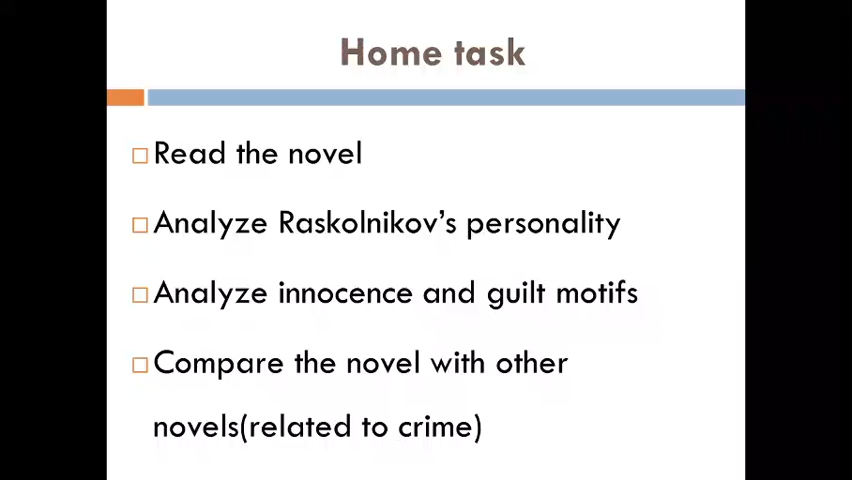 Home task
Read the novel
Analyze Raskolnikov's personality
Analyze innocence and guilt motifs
Compare the novel with other
novels(related to crime)